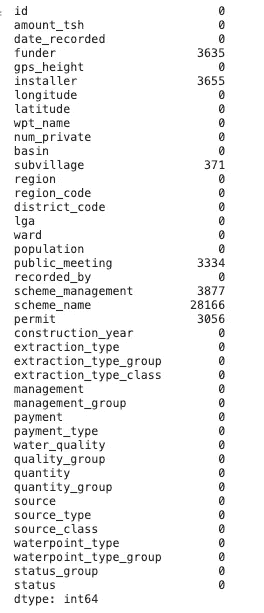 id 0
amount_tsh 0
date_recorded 0
funder 3635
gps_height 0
installer 3655
longitude 0
latitude 0
wpt_name 0
num_private 0
basin 0
subvillage 371
region 0
region_code 0
district_code 0
lga 0
ward 0
population 0
public_meeting 3334
recorded_by 0
scheme_management 3877
scheme_name 28166
permit 3056
construction_year 0
extraction_type 0
extraction_type_group 0
extraction_type_class 0
management 0
management_group 0
payment 0
payment_type 0
water_quality 0
quality_group 0
quantity 0
quantity_group 0
source 0
source_type 0
source_class 0
waterpoint_type 0
waterpoint_type_group 0
status_group 0
status 0
dtype: int64